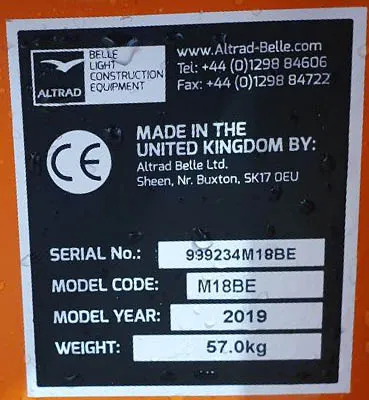 ALTRAD
BELLE
LIGHT
CONSTRUCTION
EQUIPMENT
www.Altrad-Belle.com
Tel: +44 (0)1298 84606
Fax: +44 (0)1298 84722
CE
MADE IN THE
UNITED KINGDOM BY:
Altrad Belle Ltd.
Sheen, Nr. Buxton, SK17 0EU
SERIAL No.: 999234M18BE
MODEL CODE: M18BE
MODEL YEAR: 2019
WEIGHT: 57.0kg